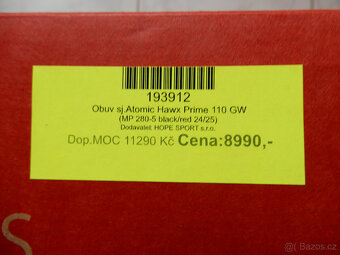 193912
Obuv sj.Atomic Hawx Prime 110 GW
(MP 280-5 black/red 24/25)
Dodavatel: HOPE SPORT s.r.o.
Dop.MOC 11290 Kč Cena:8990,-
S
Bazoš.cz